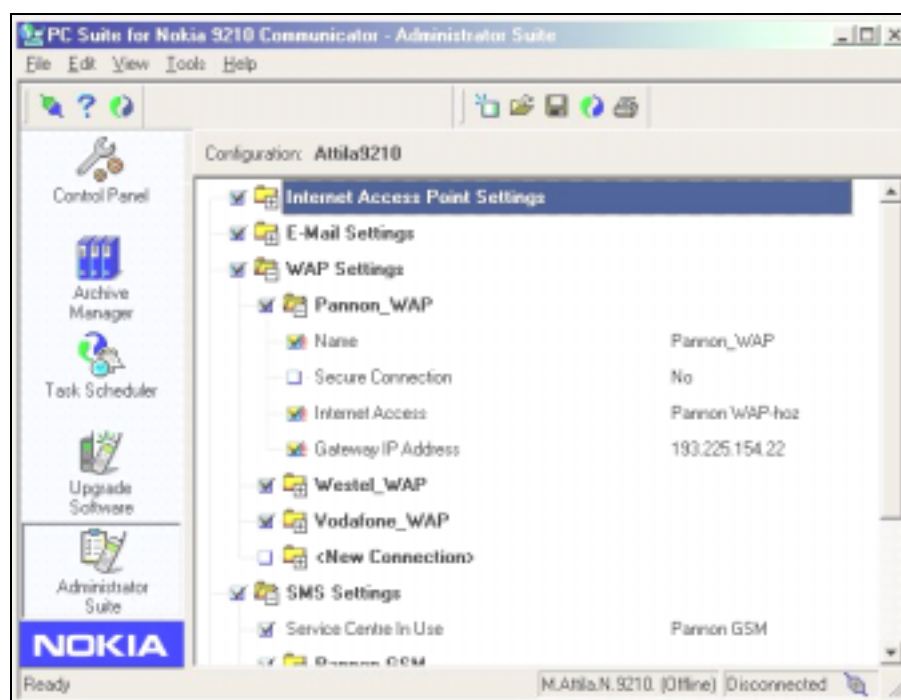 PC Suite for Nokia 9210 Communicator - Administrator Suite
File Edit View Tools Help
Configuration: Attila9210
Control Panel
Archive Manager
Task Scheduler
Upgrade Software
Administrator Suite
NOKIA
Internet Access Point Settings
E-Mail Settings
WAP Settings
Pannon_WAP
Name Pannon_WAP
Secure Connection No
Internet Access Pannon WAP-hoz
Gateway IP Address 193.225.154.22
Westel_WAP
Vodafone_WAP
<New Connection>
SMS Settings
Service Centre In Use Pannon GSM
Pannon GSM
Ready
M.Attila.N.9210. (Offline) Disconnected